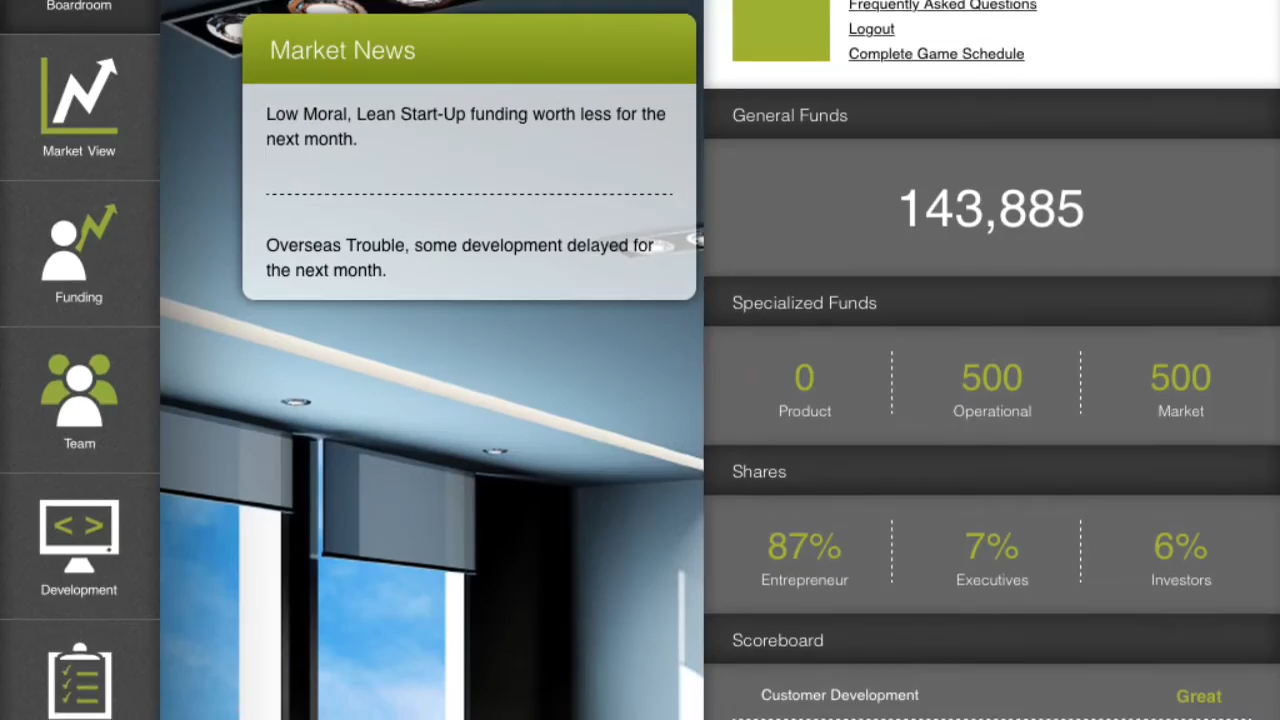 Boardroom
Market View
Funding
Team
Development
Market News
Low Moral, Lean Start-Up funding worth less for the
next month.
Overseas Trouble, some development delayed for
the next month.
Frequently Asked Questions
Logout
Complete Game Schedule
General Funds
143,885
Specialized Funds
0
Product
500
Operational
500
Market
Shares
87%
Entrepreneur
7%
Executives
6%
Investors
Scoreboard
Customer Development
Great